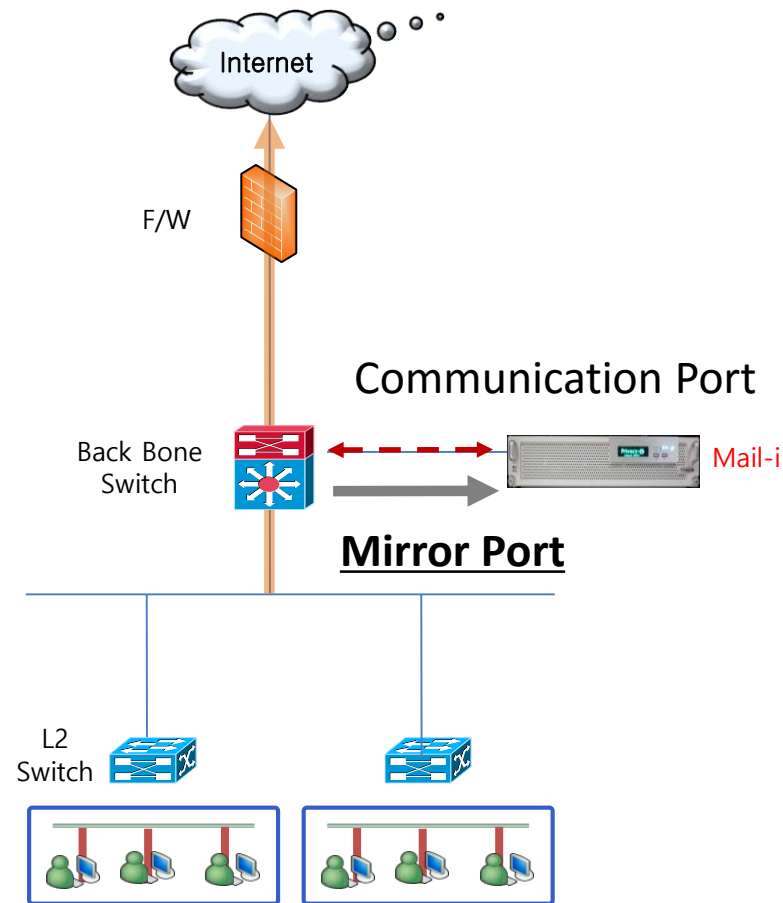 Internet
F/W
Communication Port
Back Bone
Switch
Mail-i
Mirror Port
L2
Switch